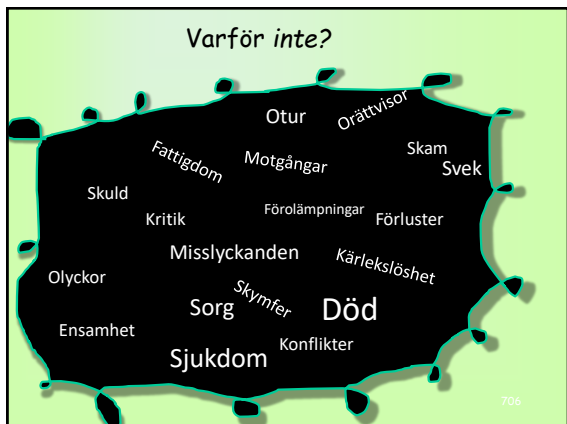 Varför inte?
Otur
Orättvisor
Fattigdom
Motgångar
Skam
Svek
Skuld
Kritik
Förolämpningar
Förluster
Misslyckanden
Kärlekslöshet
Olyckor
Skymfer
Sorg
Död
Ensamhet
Konflikter
Sjukdom
706